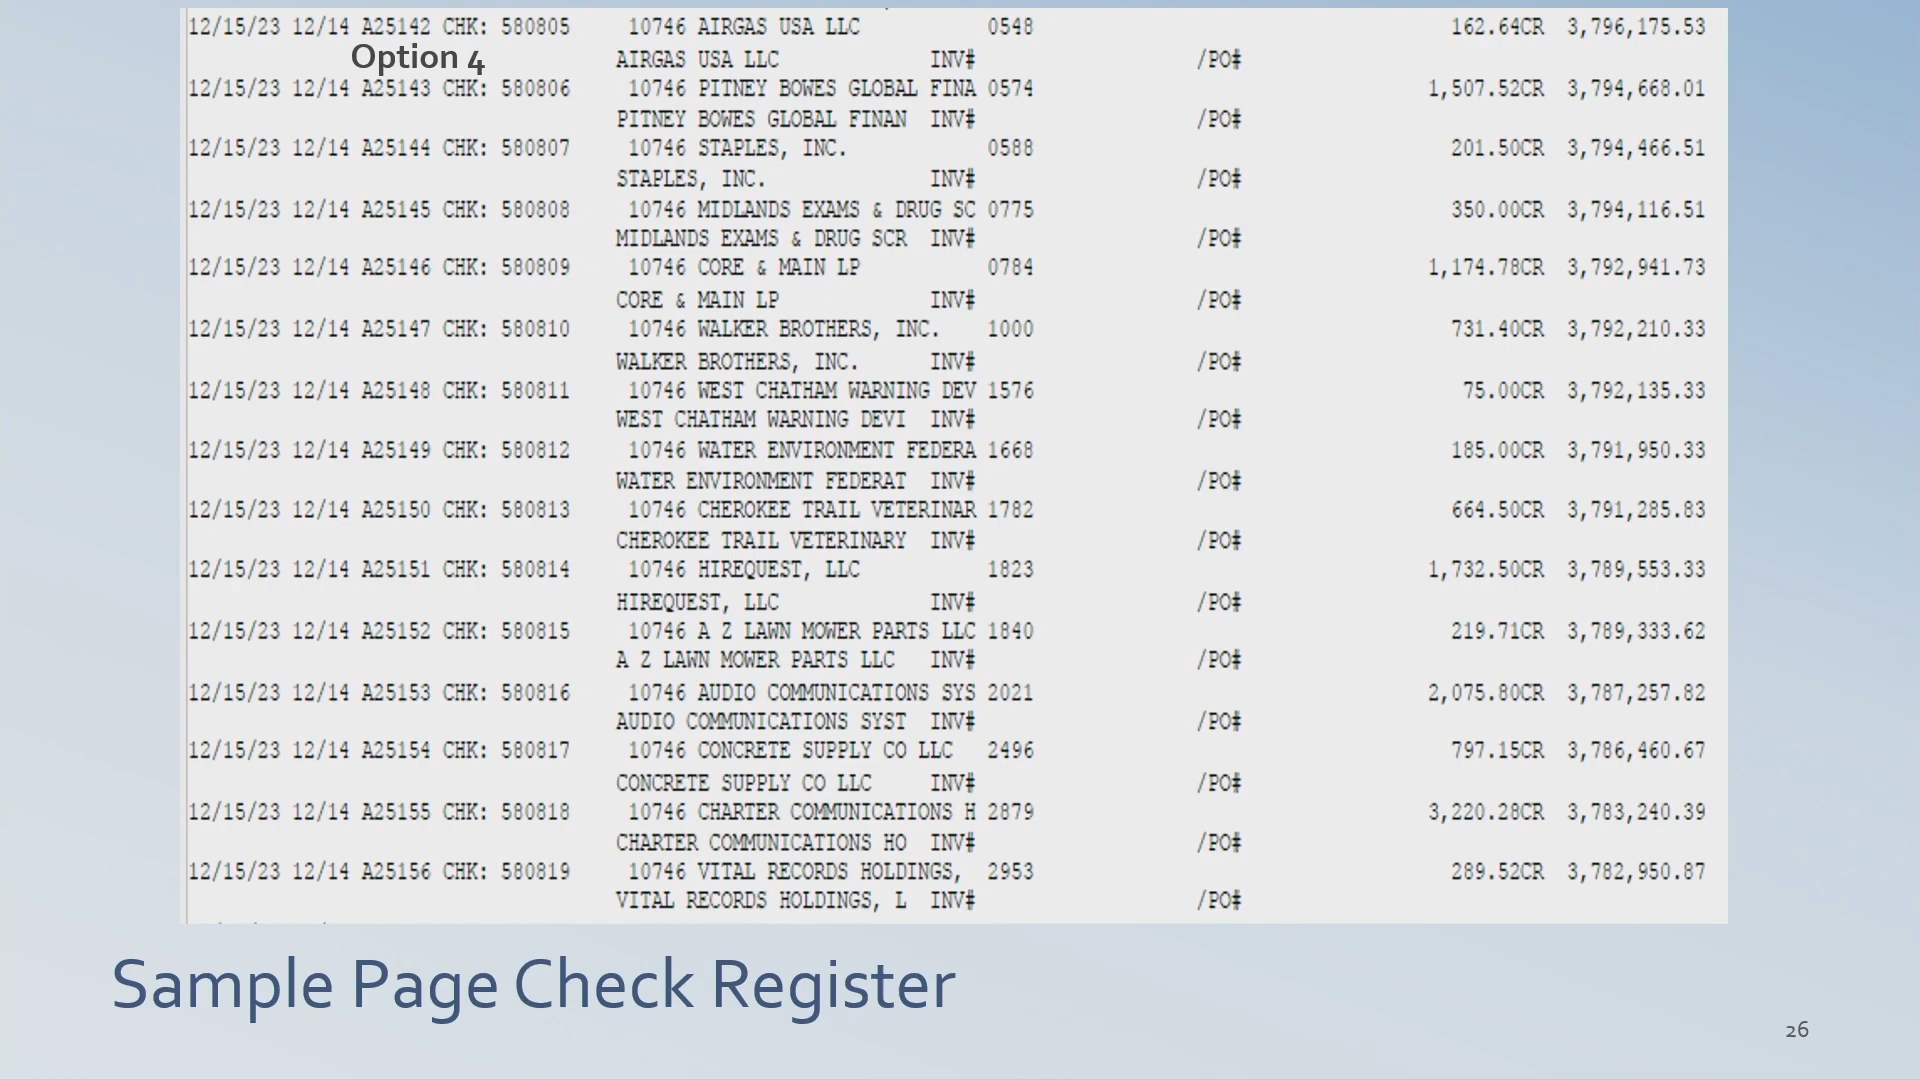 12/15/23 12/14 A25142 CHK: 580805 10746 AIRGAS USA LLC 0548 162.64CR 3,796,175.53
Option 4
AIRGAS USA LLC INV# /PO#
12/15/23 12/14 A25143 CHK: 580806 10746 PITNEY BOWES GLOBAL FINA 0574 1,507.52CR 3,794,668.01
PITNEY BOWES GLOBAL FINAN INV# /PO#
12/15/23 12/14 A25144 CHK: 580807 10746 STAPLES, INC. 0588 201.50CR 3,794,466.51
STAPLES, INC. INV# /PO#
12/15/23 12/14 A25145 CHK: 580808 10746 MIDLANDS EXAMS & DRUG SC 0775 350.00CR 3,794,116.51
MIDLANDS EXAMS & DRUG SCR INV# /PO#
12/15/23 12/14 A25146 CHK: 580809 10746 CORE & MAIN LP 0784 1,174.78CR 3,792,941.73
CORE & MAIN LP INV# /PO#
12/15/23 12/14 A25147 CHK: 580810 10746 WALKER BROTHERS, INC. 1000 731.40CR 3,792,210.33
WALKER BROTHERS, INC. INV# /PO#
12/15/23 12/14 A25148 CHK: 580811 10746 WEST CHATHAM WARNING DEV 1576 75.00CR 3,792,135.33
WEST CHATHAM WARNING DEVI INV# /PO#
12/15/23 12/14 A25149 CHK: 580812 10746 WATER ENVIRONMENT FEDERA 1668 185.00CR 3,791,950.33
WATER ENVIRONMENT FEDERAT INV# /PO#
12/15/23 12/14 A25150 CHK: 580813 10746 CHEROKEE TRAIL VETERINAR 1782 664.50CR 3,791,285.83
CHEROKEE TRAIL VETERINARY INV# /PO#
12/15/23 12/14 A25151 CHK: 580814 10746 HIREQUEST, LLC 1823 1,732.50CR 3,789,553.33
HIREQUEST, LLC INV# /PO#
12/15/23 12/14 A25152 CHK: 580815 10746 A Z LAWN MOWER PARTS LLC 1840 219.71CR 3,789,333.62
A Z LAWN MOWER PARTS LLC INV# /PO#
12/15/23 12/14 A25153 CHK: 580816 10746 AUDIO COMMUNICATIONS SYS 2021 2,075.80CR 3,787,257.82
AUDIO COMMUNICATIONS SYST INV# /PO#
12/15/23 12/14 A25154 CHK: 580817 10746 CONCRETE SUPPLY CO LLC 2496 797.15CR 3,786,460.67
CONCRETE SUPPLY CO LLC INV# /PO#
12/15/23 12/14 A25155 CHK: 580818 10746 CHARTER COMMUNICATIONS H 2879 3,220.28CR 3,783,240.39
CHARTER COMMUNICATIONS HO INV# /PO#
12/15/23 12/14 A25156 CHK: 580819 10746 VITAL RECORDS HOLDINGS, 2953 289.52CR 3,782,950.87
VITAL RECORDS HOLDINGS, L INV# /PO#
Sample Page Check Register
26